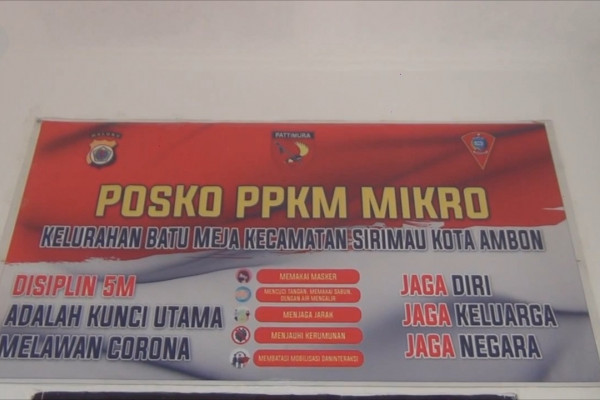 MALUKU
PATTIMURA
POSKO PPKM MIKRO
KELURAHAN BATU MEJA KECAMATAN SIRIMAU KOTA AMBON
DISIPLIN 5M
ADALAH KUNCI UTAMA
MELAWAN CORONA
MEMAKAI MASKER
MENCUCI TANGAN, MEMAKAI SABUN
DENGAN AIR MENGALIR
MENJAGA JARAK
MENJAUHI KERUMUNAN
MEMBATASI MOBILISASI DANINTERAKSI
JAGA DIRI
JAGA KELUARGA
JAGA NEGARA